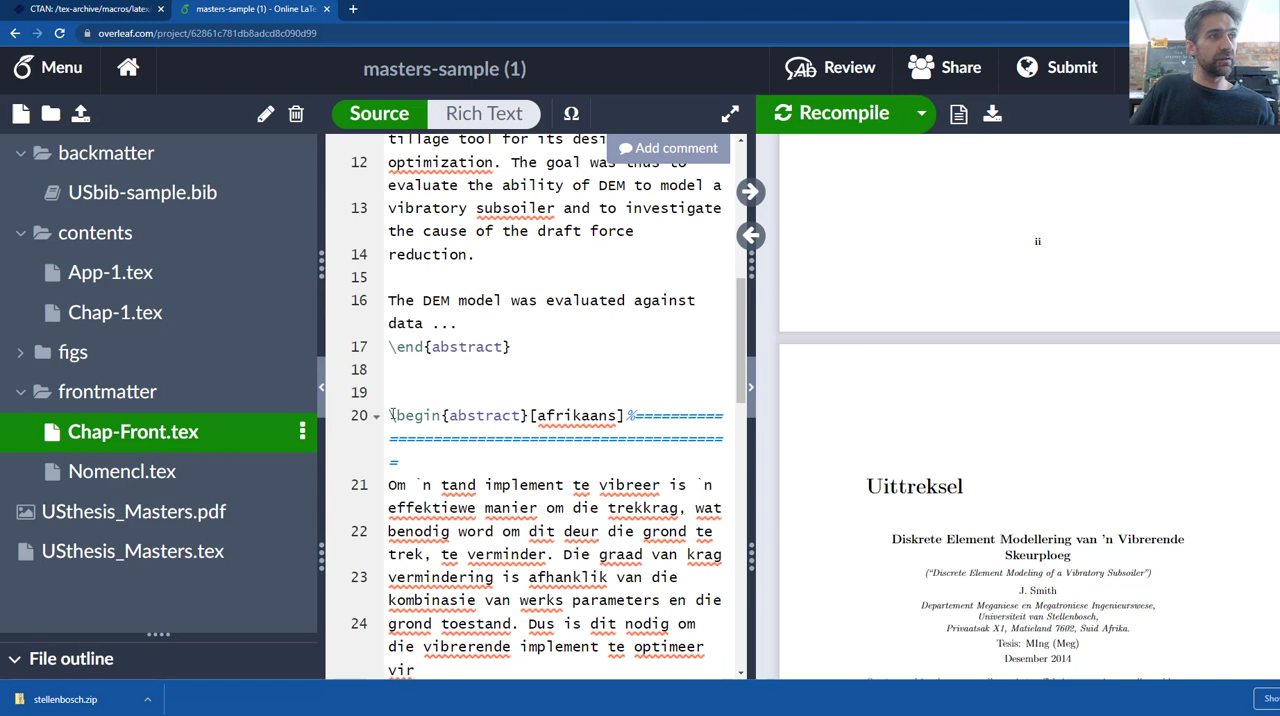 CTAN: /tex-archive/macros/latex
masters-sample (1) - Online LaTe
overleaf.com/project/62861c781db8adcd8c090d99
Menu
masters-sample (1)
Review
Share
Submit
Source
Rich Text
Ω
Recompile
backmatter
USbib-sample.bib
contents
App-1.tex
Chap-1.tex
figs
frontmatter
Chap-Front.tex
Nomencl.tex
USthesis_Masters.pdf
USthesis_Masters.tex
File outline
Add comment
tillage tool for its desi
12 optimization. The goal was thus to
evaluate the ability of DEM to model a
13 vibratory subsoiler and to investigate
the cause of the draft force
14 reduction.
15
16 The DEM model was evaluated against
data ...
17 \end{abstract}
18
19
20 \begin{abstract}[afrikaans]%==========
=======================================
=
21 Om `n tand implement te vibreer is `n
effektiewe manier om die trekkrag, wat
22 benodig word om dit deur die grond te
trek, te verminder. Die graad van krag
23 vermindering is afhanklik van die
kombinasie van werks parameters en die
24 grond toestand. Dus is dit nodig om
die vibrerende implement te optimeer
vir
ii
Uittreksel
Diskrete Element Modellering van ’n Vibrerende
Skeurploeg
(“Discrete Element Modeling of a Vibratory Subsoiler”)
J. Smith
Departement Meganiese en Megatroniese Ingenieurswese,
Universiteit van Stellenbosch,
Privaatsak X1, Matieland 7602, Suid Afrika.
Tesis: MIng (Meg)
Desember 2014
stellenbosch.zip
Sho